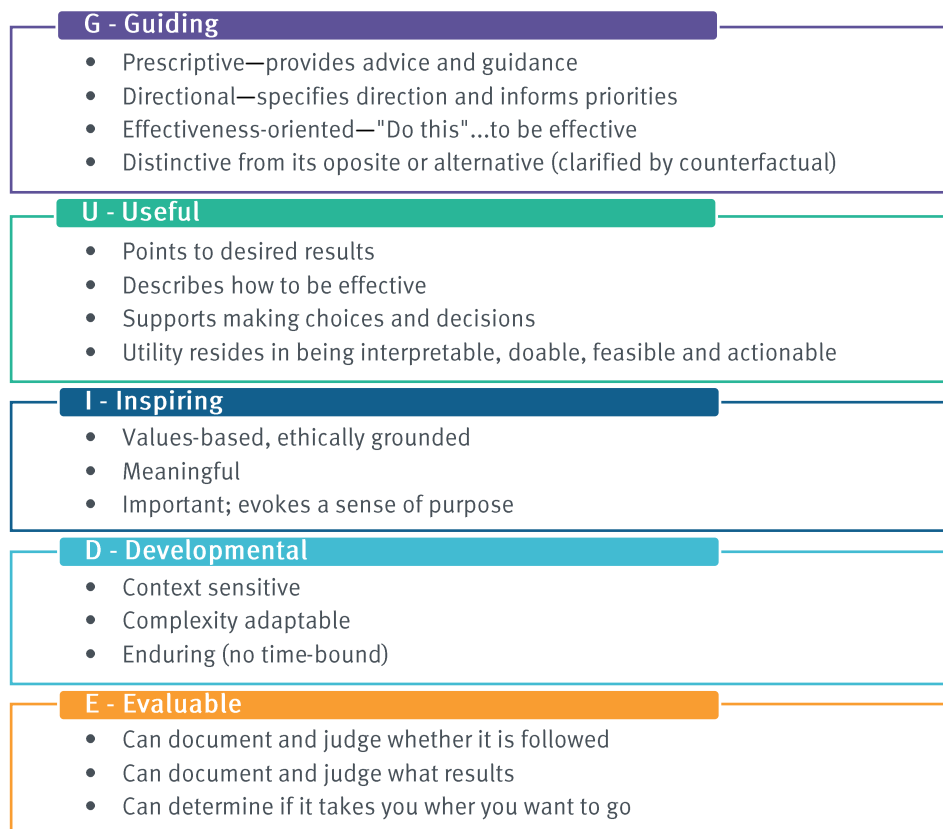 G - Guiding
• Prescriptive—provides advice and guidance
• Directional—specifies direction and informs priorities
• Effectiveness-oriented—"Do this"...to be effective
• Distinctive from its oposite or alternative (clarified by counterfactual)
U - Useful
• Points to desired results
• Describes how to be effective
• Supports making choices and decisions
• Utility resides in being interpretable, doable, feasible and actionable
I - Inspiring
• Values-based, ethically grounded
• Meaningful
• Important; evokes a sense of purpose
D - Developmental
• Context sensitive
• Complexity adaptable
• Enduring (no time-bound)
E - Evaluable
• Can document and judge whether it is followed
• Can document and judge what results
• Can determine if it takes you wher you want to go